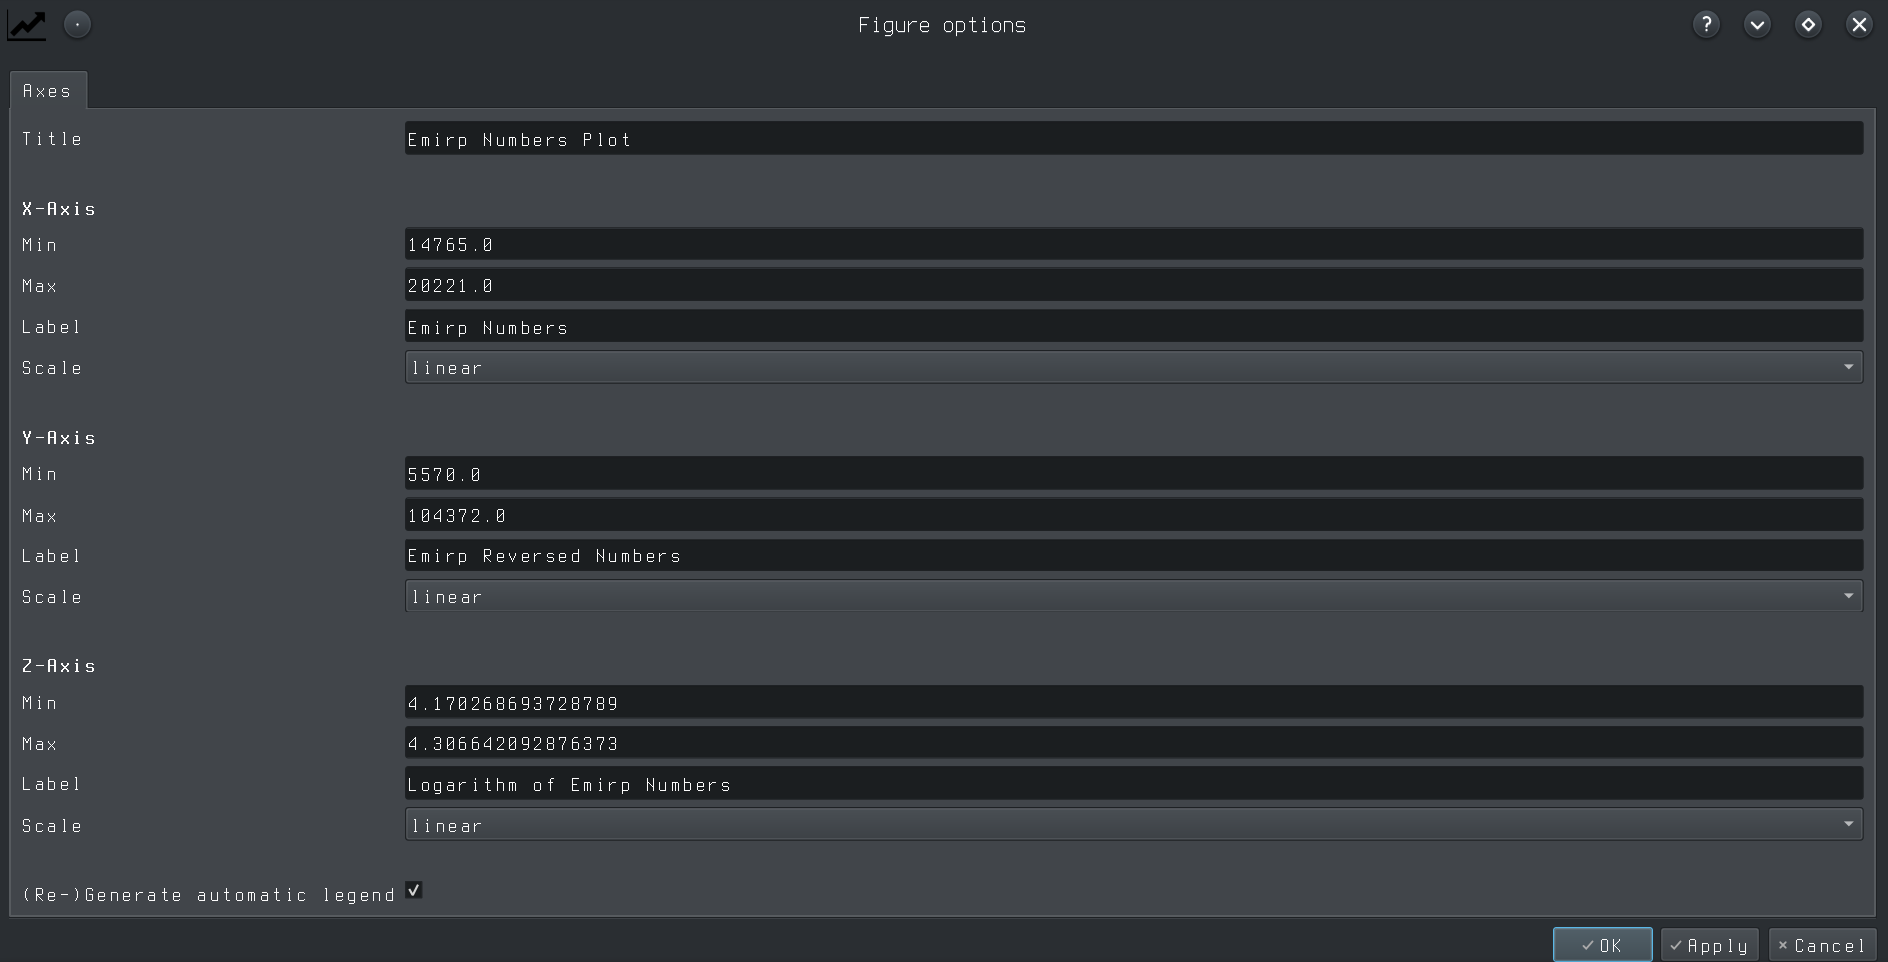 Figure options
?
Axes
Title Emirp Numbers Plot
X-Axis
Min 14765.0
Max 20221.0
Label Emirp Numbers
Scale linear
Y-Axis
Min 5570.0
Max 104372.0
Label Emirp Reversed Numbers
Scale linear
Z-Axis
Min 4.170268693728789
Max 4.306642092876373
Label Logarithm of Emirp Numbers
Scale linear
(Re-)Generate automatic legend
OK Apply Cancel